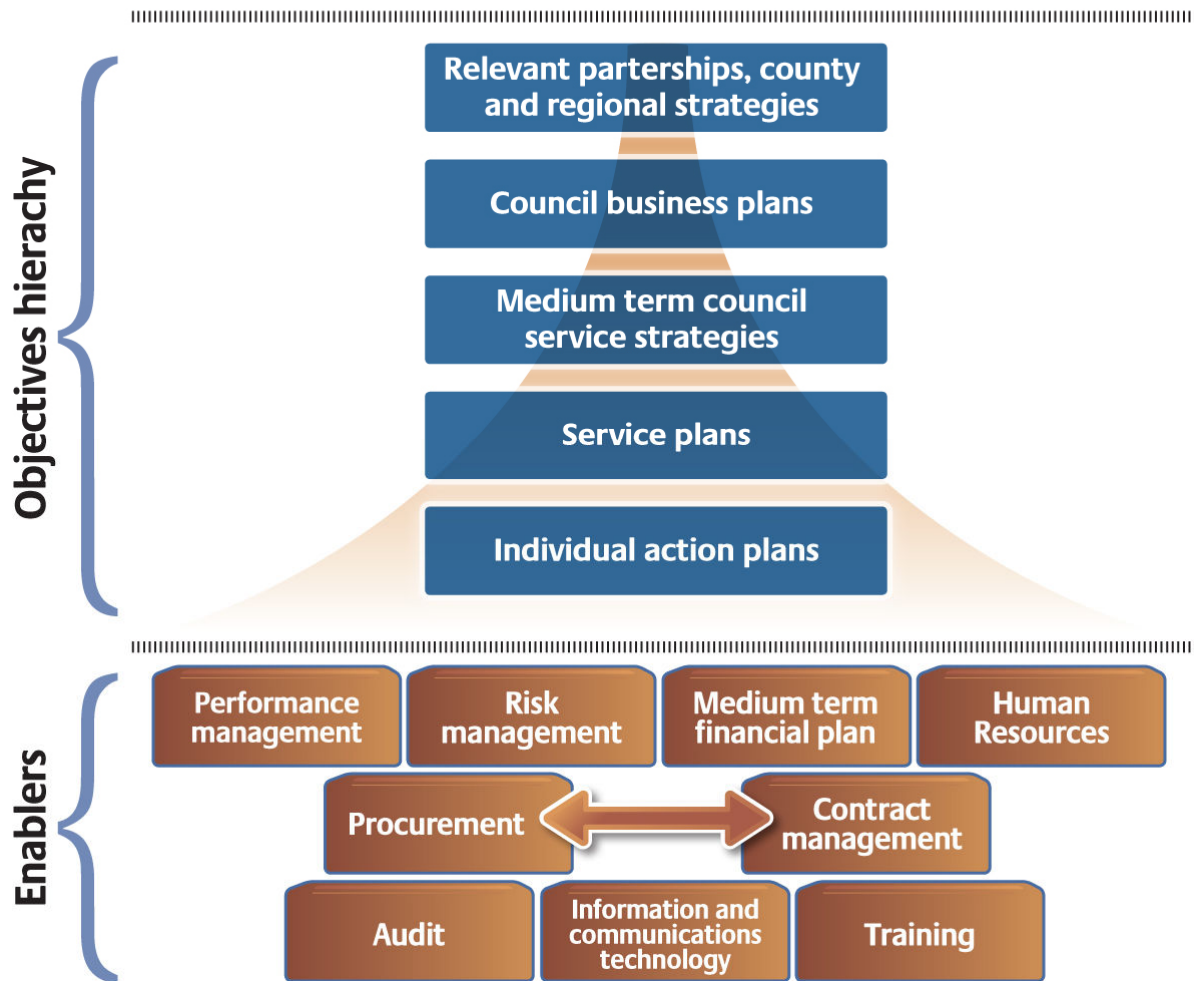 Objectives hierachy
Relevant parterships, county
and regional strategies
Council business plans
Medium term council
service strategies
Service plans
Individual action plans
Enablers
Performance
management
Risk
management
Medium term
financial plan
Human
Resources
Procurement
Contract
management
Audit
Information and
communications
technology
Training